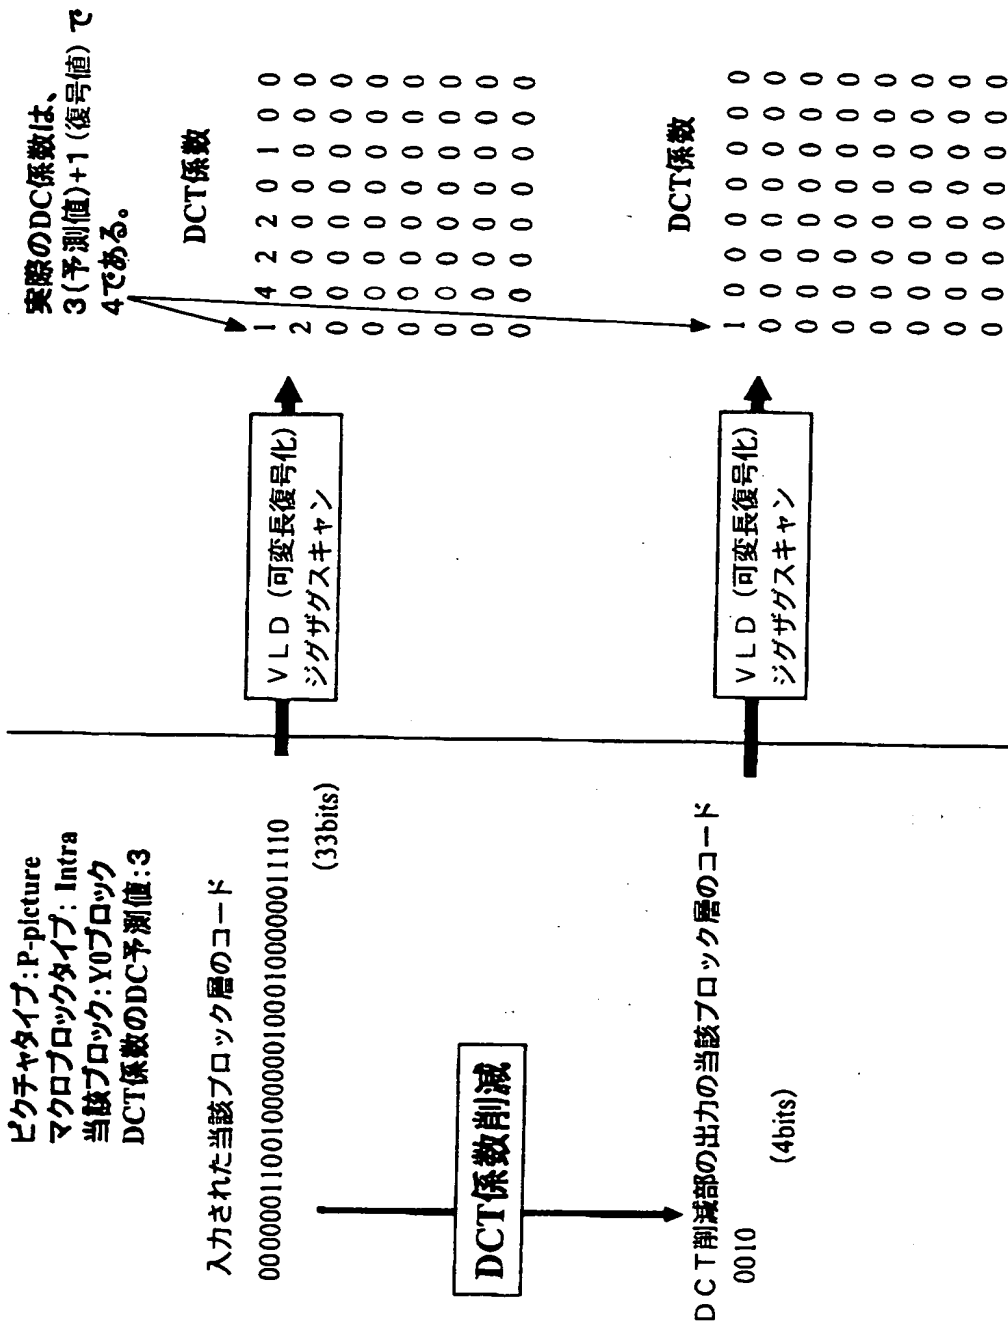 ピクチャタイプ:P-picture
マクロブロックタイプ: Intra
当該ブロック:Y0ブロック
DCT係数のDC予測値:3
入力された当該ブロック層のコード
000000110010000001000100000011110
(33bits)
DCT係数削減
DCT削減部の出力の当該ブロック層のコード
0010
(4bits)
VLD (可変長復号化)
ジグザグスキャン
VLD (可変長復号化)
ジグザグスキャン
実際のDC係数は、
3(予測値)+1(復号値)で
4である。
DCT係数
1 4 2 2 0 1 0 0
2 0 0 0 0 0 0 0
0 0 0 0 0 0 0 0
0 0 0 0 0 0 0 0
0 0 0 0 0 0 0 0
0 0 0 0 0 0 0 0
0 0 0 0 0 0 0 0
0 0 0 0 0 0 0 0
DCT係数
1 0 0 0 0 0 0 0
0 0 0 0 0 0 0 0
0 0 0 0 0 0 0 0
0 0 0 0 0 0 0 0
0 0 0 0 0 0 0 0
0 0 0 0 0 0 0 0
0 0 0 0 0 0 0 0
0 0 0 0 0 0 0 0